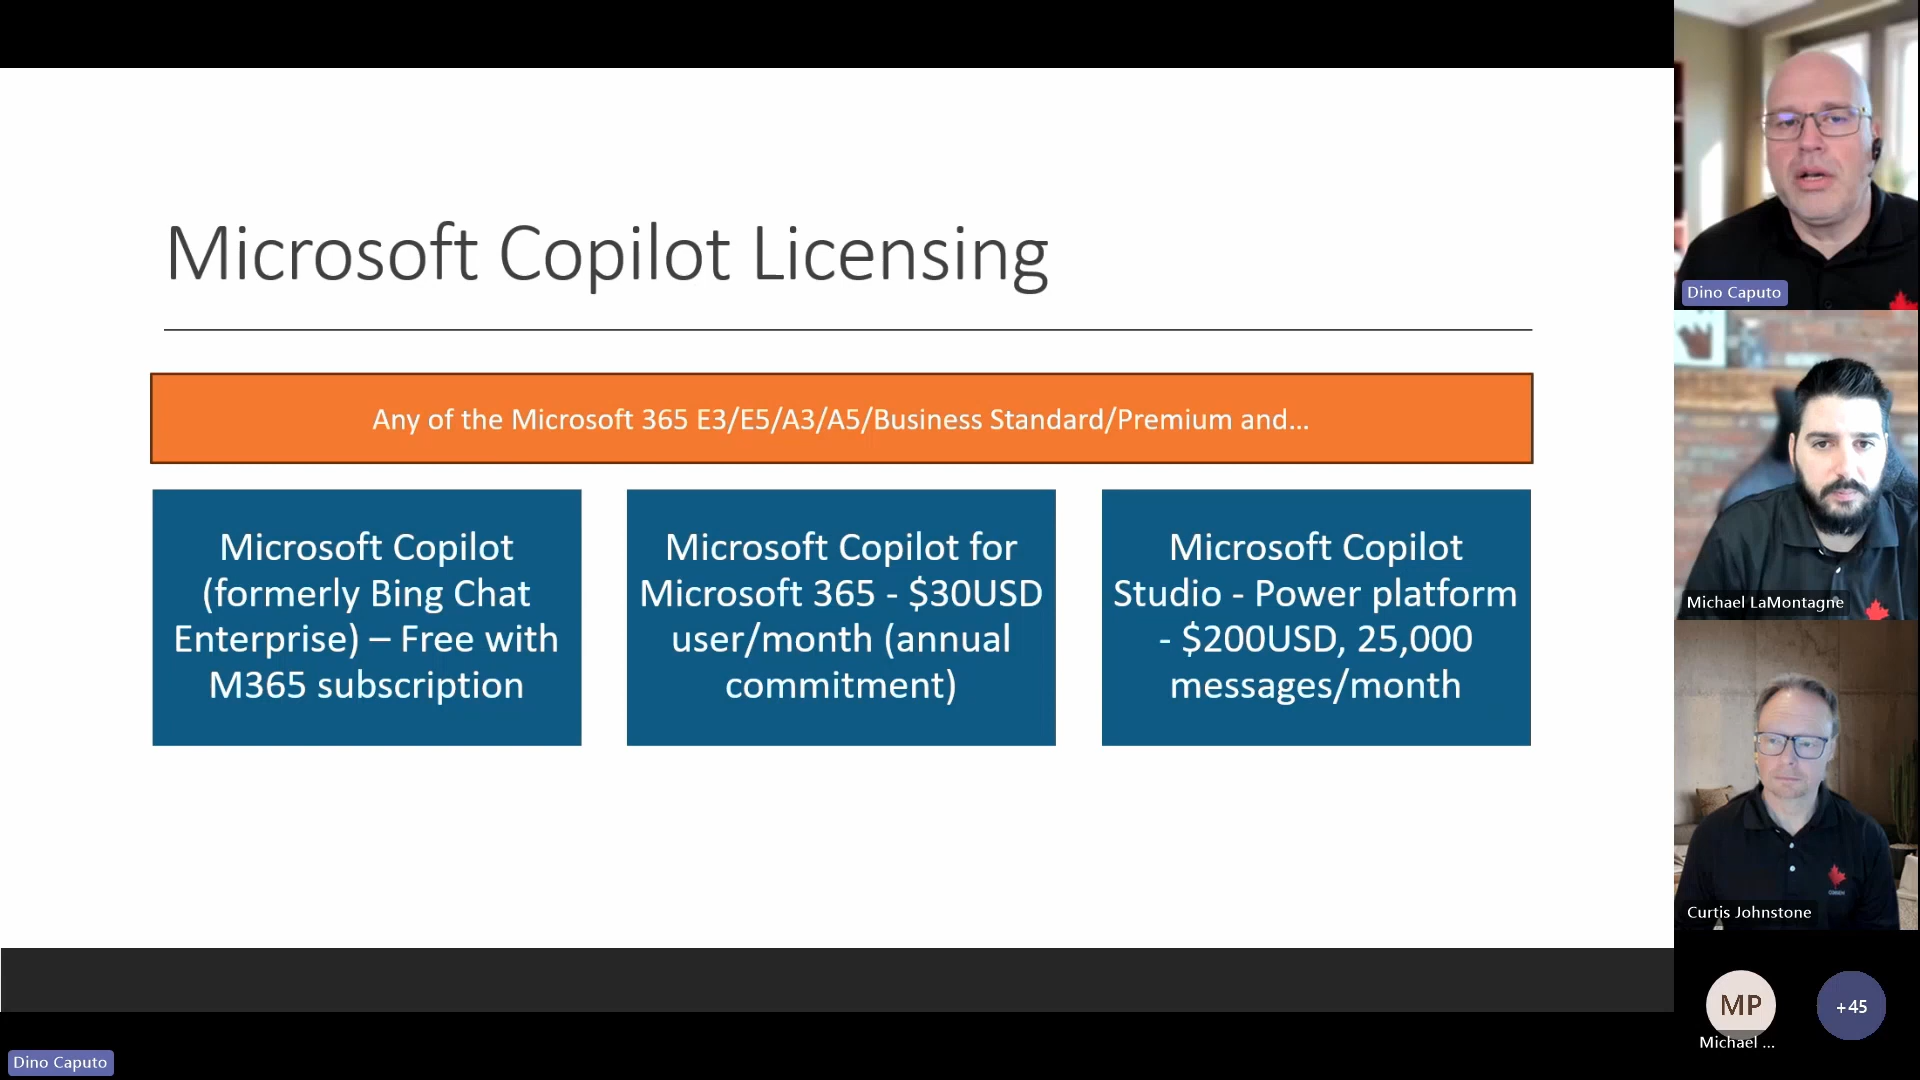 Microsoft Copilot Licensing
Any of the Microsoft 365 E3/E5/A3/A5/Business Standard/Premium and...
Microsoft Copilot
(formerly Bing Chat
Enterprise) – Free with
M365 subscription
Microsoft Copilot for
Microsoft 365 - $30USD
user/month (annual
commitment)
Microsoft Copilot
Studio - Power platform
- $200USD, 25,000
messages/month
Dino Caputo
Michael LaMontagne
Curtis Johnstone
MP
Michael ...
+45
Dino Caputo